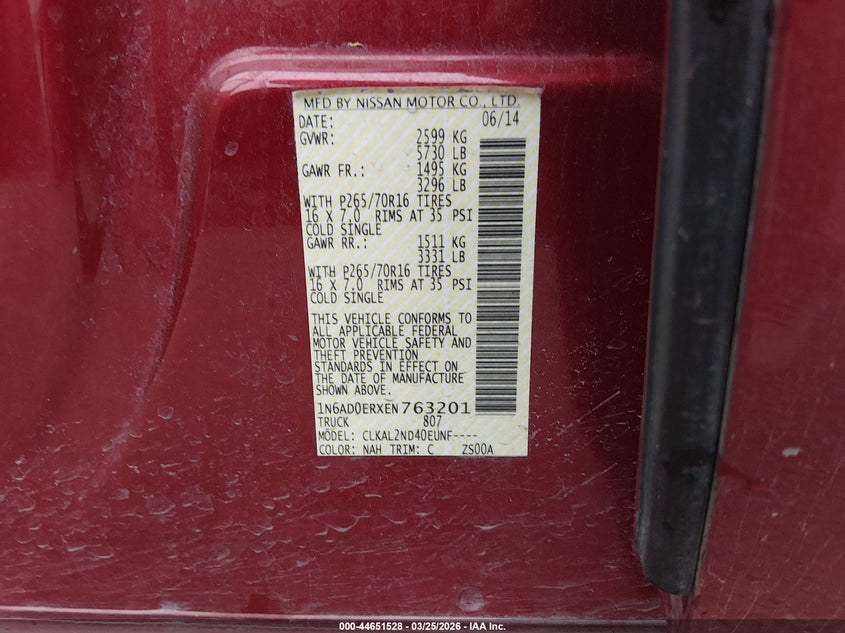 MFD BY NISSAN MOTOR CO., LTD.
DATE: 06/14
GVWR: 2599 KG
5730 LB
GAWR FR.: 1495 KG
3296 LB
WITH P265/70R16 TIRES
16 X 7.0 RIMS AT 35 PSI
COLD SINGLE
GAWR RR.: 1511 KG
3331 LB
WITH P265/70R16 TIRES
16 X 7.0 RIMS AT 35 PSI
COLD SINGLE
THIS VEHICLE CONFORMS TO
ALL APPLICABLE FEDERAL
MOTOR VEHICLE SAFETY AND
THEFT PREVENTION
STANDARDS IN EFFECT ON
THE DATE OF MANUFACTURE
SHOWN ABOVE.
1N6AD0ERXEN763201
TRUCK 807
MODEL: CLKAL2ND40EUNF----
COLOR: NAH TRIM: C ZS00A
000-44651528 - 03/25/2026 - IAA Inc.